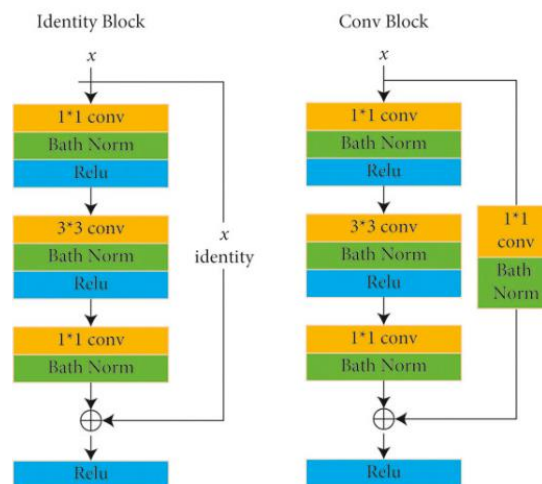 Identity Block
x
1*1 conv
Bath Norm
Relu
3*3 conv
Bath Norm
Relu
x
identity
1*1 conv
Bath Norm
Relu
Conv Block
x
1*1 conv
Bath Norm
Relu
3*3 conv
Bath Norm
Relu
1*1
conv
Bath
Norm
1*1 conv
Bath Norm
Relu